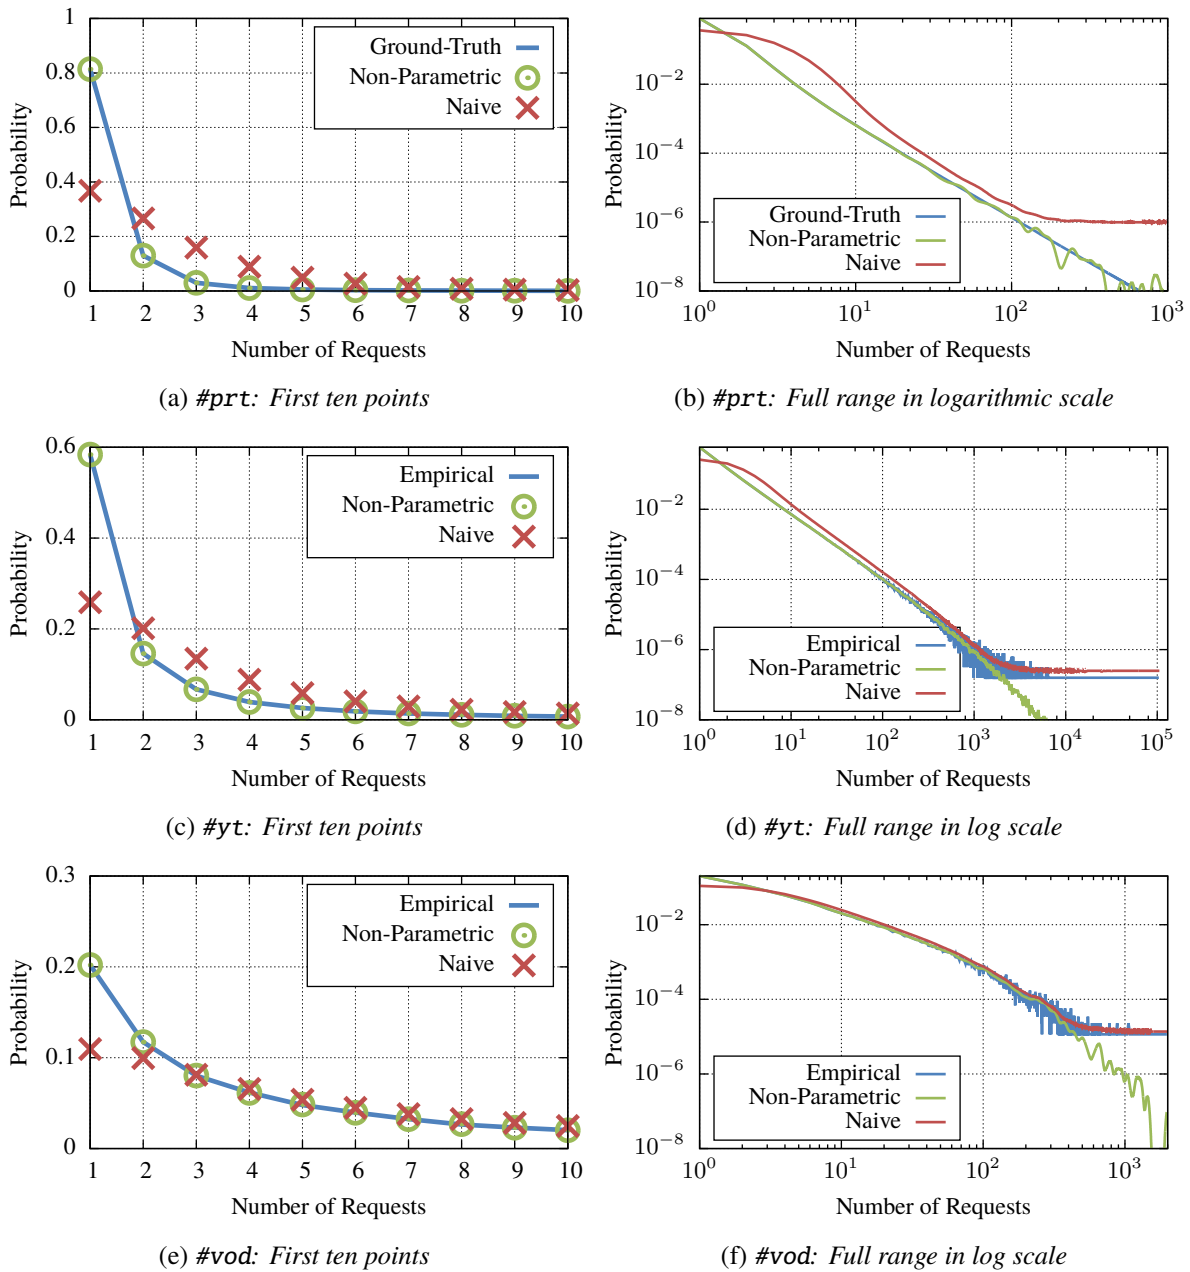 1
0.8
0.6
0.4
0.2
0
Probability
Ground-Truth
Non-Parametric
Naive
1 2 3 4 5 6 7 8 9 10
Number of Requests
(a) #prt: First ten points
10^-2
10^-4
10^-6
10^-8
Probability
Ground-Truth
Non-Parametric
Naive
10^0 10^1 10^2 10^3
Number of Requests
(b) #prt: Full range in logarithmic scale
0.6
0.4
0.2
0
Probability
Empirical
Non-Parametric
Naive
1 2 3 4 5 6 7 8 9 10
Number of Requests
(c) #yt: First ten points
10^-2
10^-4
10^-6
10^-8
Probability
Empirical
Non-Parametric
Naive
10^0 10^1 10^2 10^3 10^4 10^5
Number of Requests
(d) #yt: Full range in log scale
0.3
0.2
0.1
0
Probability
Empirical
Non-Parametric
Naive
1 2 3 4 5 6 7 8 9 10
Number of Requests
(e) #vod: First ten points
10^-2
10^-4
10^-6
10^-8
Probability
Empirical
Non-Parametric
Naive
10^0 10^1 10^2 10^3
Number of Requests
(f) #vod: Full range in log scale